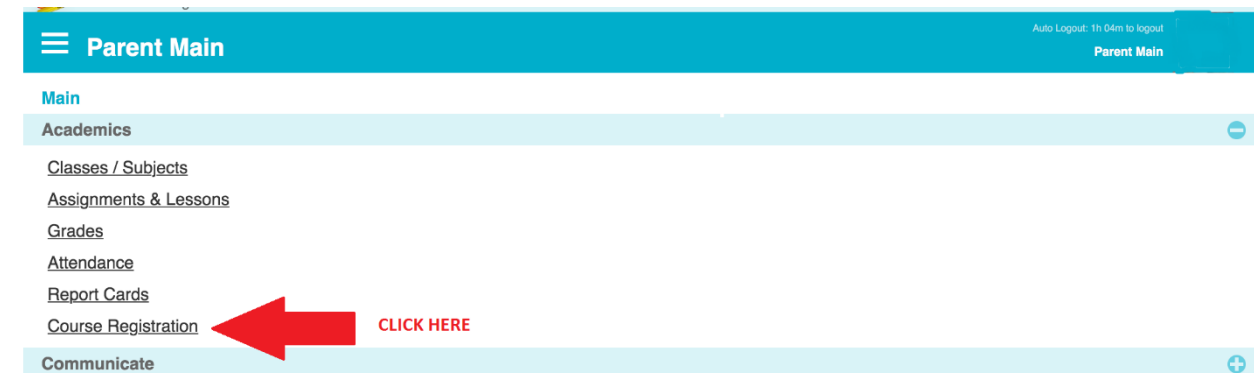 Auto Logout: 1h 04m to logout
Parent Main
Parent Main
Main
Academics
Classes / Subjects
Assignments & Lessons
Grades
Attendance
Report Cards
Course Registration
CLICK HERE
Communicate